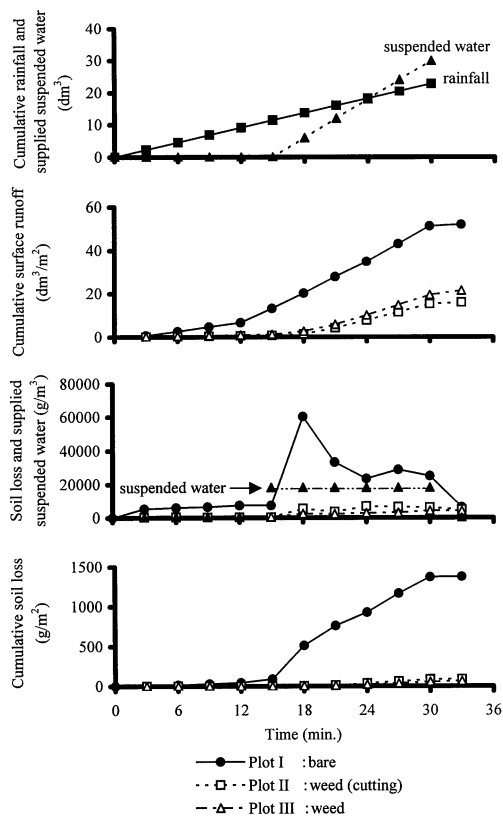 Cumulative rainfall and
supplied suspended water
(dm³)
40
30
20
10
0
suspended water
rainfall
Cumulative surface runoff
(dm³/m²)
60
40
20
0
Soil loss and supplied
suspended water (g/m³)
80000
60000
40000
20000
0
suspended water
Cumulative soil loss
(g/m²)
1500
1000
500
0
0 6 12 18 24 30 36
Time (min.)
Plot I : bare
Plot II : weed (cutting)
Plot III : weed